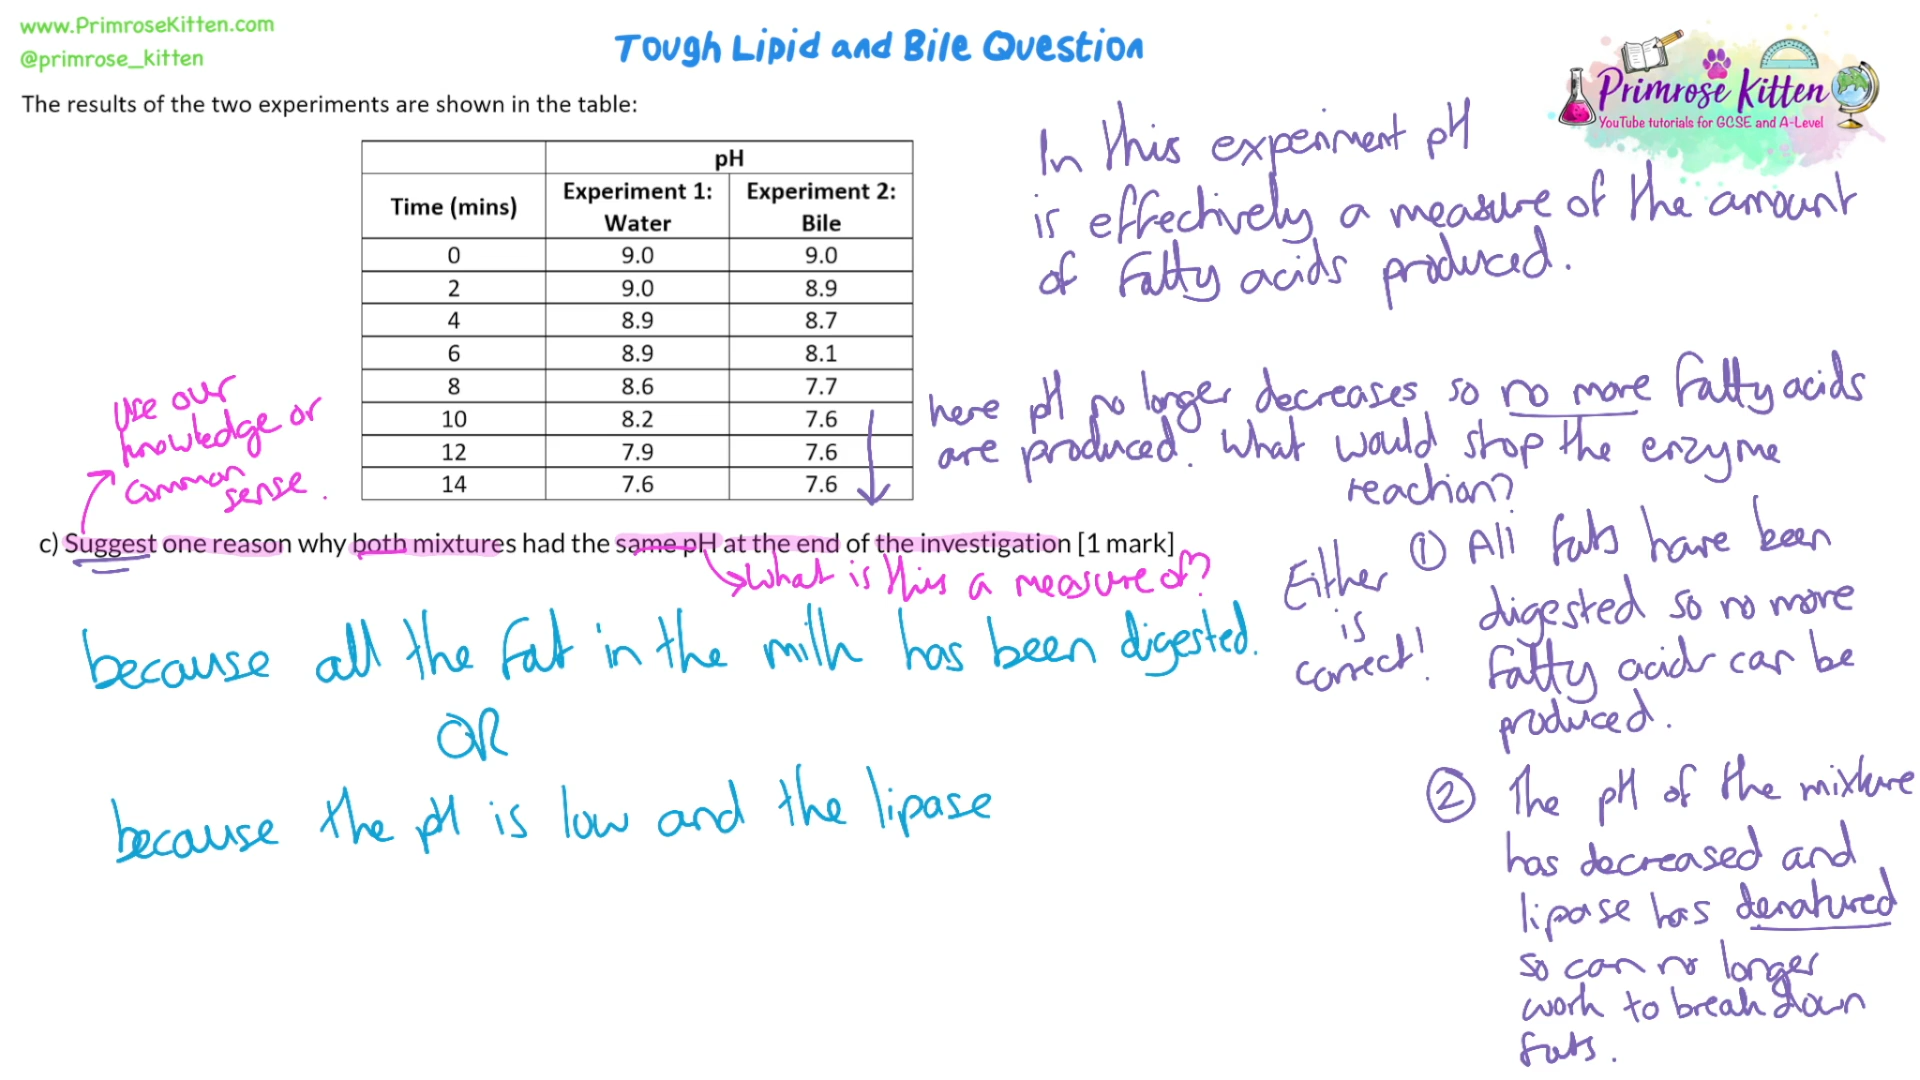 www.PrimroseKitten.com
@primrose_kitten
Tough Lipid and Bile Question
Primrose Kitten
YouTube tutorials for GCSE and A-Level
The results of the two experiments are shown in the table:
pH
Time (mins) Experiment 1: Water Experiment 2: Bile
0 9.0 9.0
2 9.0 8.9
4 8.9 8.7
6 8.9 8.1
8 8.6 7.7
10 8.2 7.6
12 7.9 7.6
14 7.6 7.6
In this experiment pH
is effectively a measure of the amount
of fatty acids produced.
here pH no longer decreases so no more fatty acids
are produced. What would stop the enzyme
reaction?
use our
knowledge or
common
sense.
c) Suggest one reason why both mixtures had the same pH at the end of the investigation [1 mark]
What is this a measure of?
because all the fat in the milk has been digested.
OR
because the pH is low and the lipase
Either
is
correct!
① All fats have been
digested so no more
fatty acids can be
produced.
② The pH of the mixture
has decreased and
lipase has denatured
so can no longer
work to break down
fats.